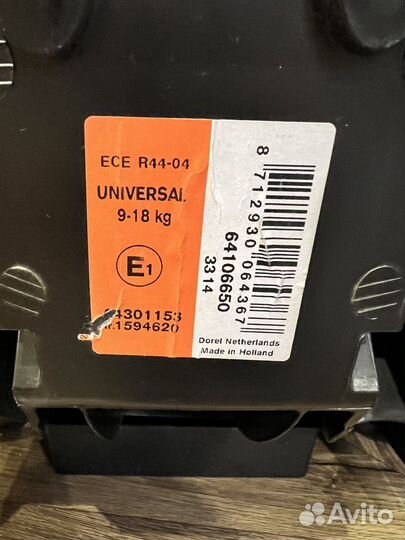 ECE R44-04
UNIVERSAL
9-18 kg
E1
4301153
.1594620
8 712930 064367
64106650
3314
Dorel Netherlands
Made in Holland
Avito